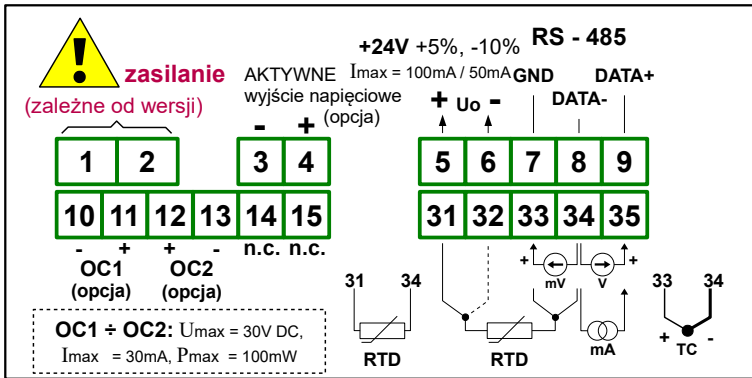 +24V +5%, -10% RS - 485
zasilanie AKTYWNE Imax = 100mA / 50mA GND DATA+
(zależne od wersji) wyjście napięciowe + Uo - DATA-
(opcja)
- +
1 2 3 4 5 6 7 8 9
10 11 12 13 14 15 31 32 33 34 35
- + + - n.c. n.c.
OC1 OC2
(opcja) (opcja)
+ mV V +
31 34 33 34
OC1 ÷ OC2: Umax = 30V DC,
Imax = 30mA, Pmax = 100mW
RTD RTD mA + TC -